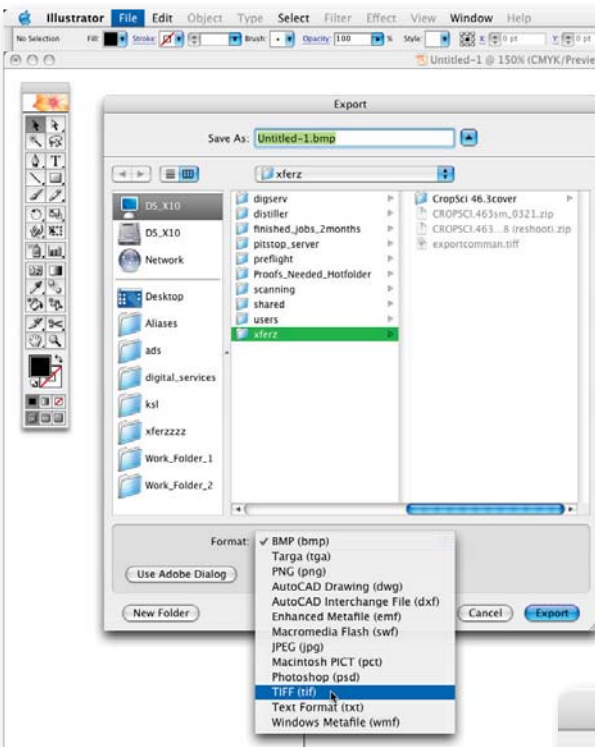 Illustrator File Edit Object Type Select Filter Effect View Window Help
No Selection Fill: Stroke: Brush: Opacity: 100 % Style: X: 0 pt Y: 0 pt
Untitled-1 @ 150% (CMYK/Preview
Export
Save As: Untitled-1.bmp
xferz
DS_X10
DS_X10
Network
Desktop
Aliases
ads
digital_services
ksl
xferzzzz
Work_Folder_1
Work_Folder_2
digserv
distiller
finished_jobs_2months
pitstop_server
preflight
Proofs_Needed_Hotfolder
scanning
shared
users
xferz
CropSci 46.3cover
CROPSCI.463sm_0321.zip
CROPSCI.463...8 (reshoot).zip
exportcomman.tiff
Format: ✓ BMP (bmp)
Targa (tga)
PNG (png)
AutoCAD Drawing (dwg)
AutoCAD Interchange File (dxf)
Enhanced Metafile (emf)
Macromedia Flash (swf)
JPEG (jpg)
Macintosh PICT (pct)
Photoshop (psd)
TIFF (tif)
Text Format (txt)
Windows Metafile (wmf)
Use Adobe Dialog
New Folder
Cancel
Export